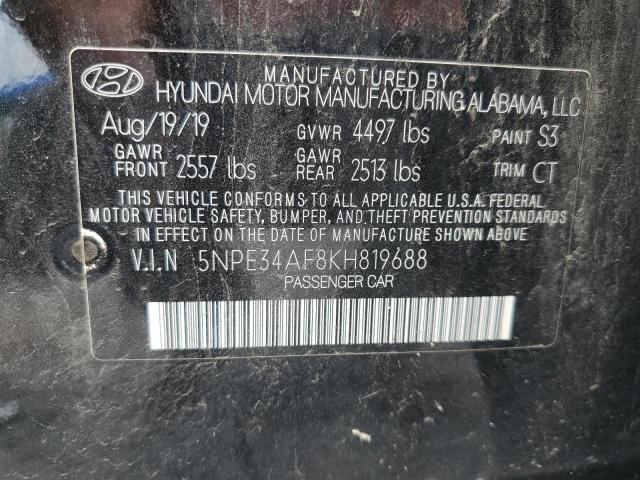 MANUFACTURED BY
HYUNDAI MOTOR MANUFACTURING ALABAMA, LLC
Aug/19/19 GVWR 4497 lbs PAINT S3
GAWR FRONT 2557 lbs GAWR REAR 2513 lbs TRIM CT
THIS VEHICLE CONFORMS TO ALL APPLICABLE U.S.A. FEDERAL
MOTOR VEHICLE SAFETY, BUMPER, AND THEFT PREVENTION STANDARDS
IN EFFECT ON THE DATE OF MANUFACTURE SHOWN ABOVE.
V.I.N 5NPE34AF8KH819688
PASSENGER CAR